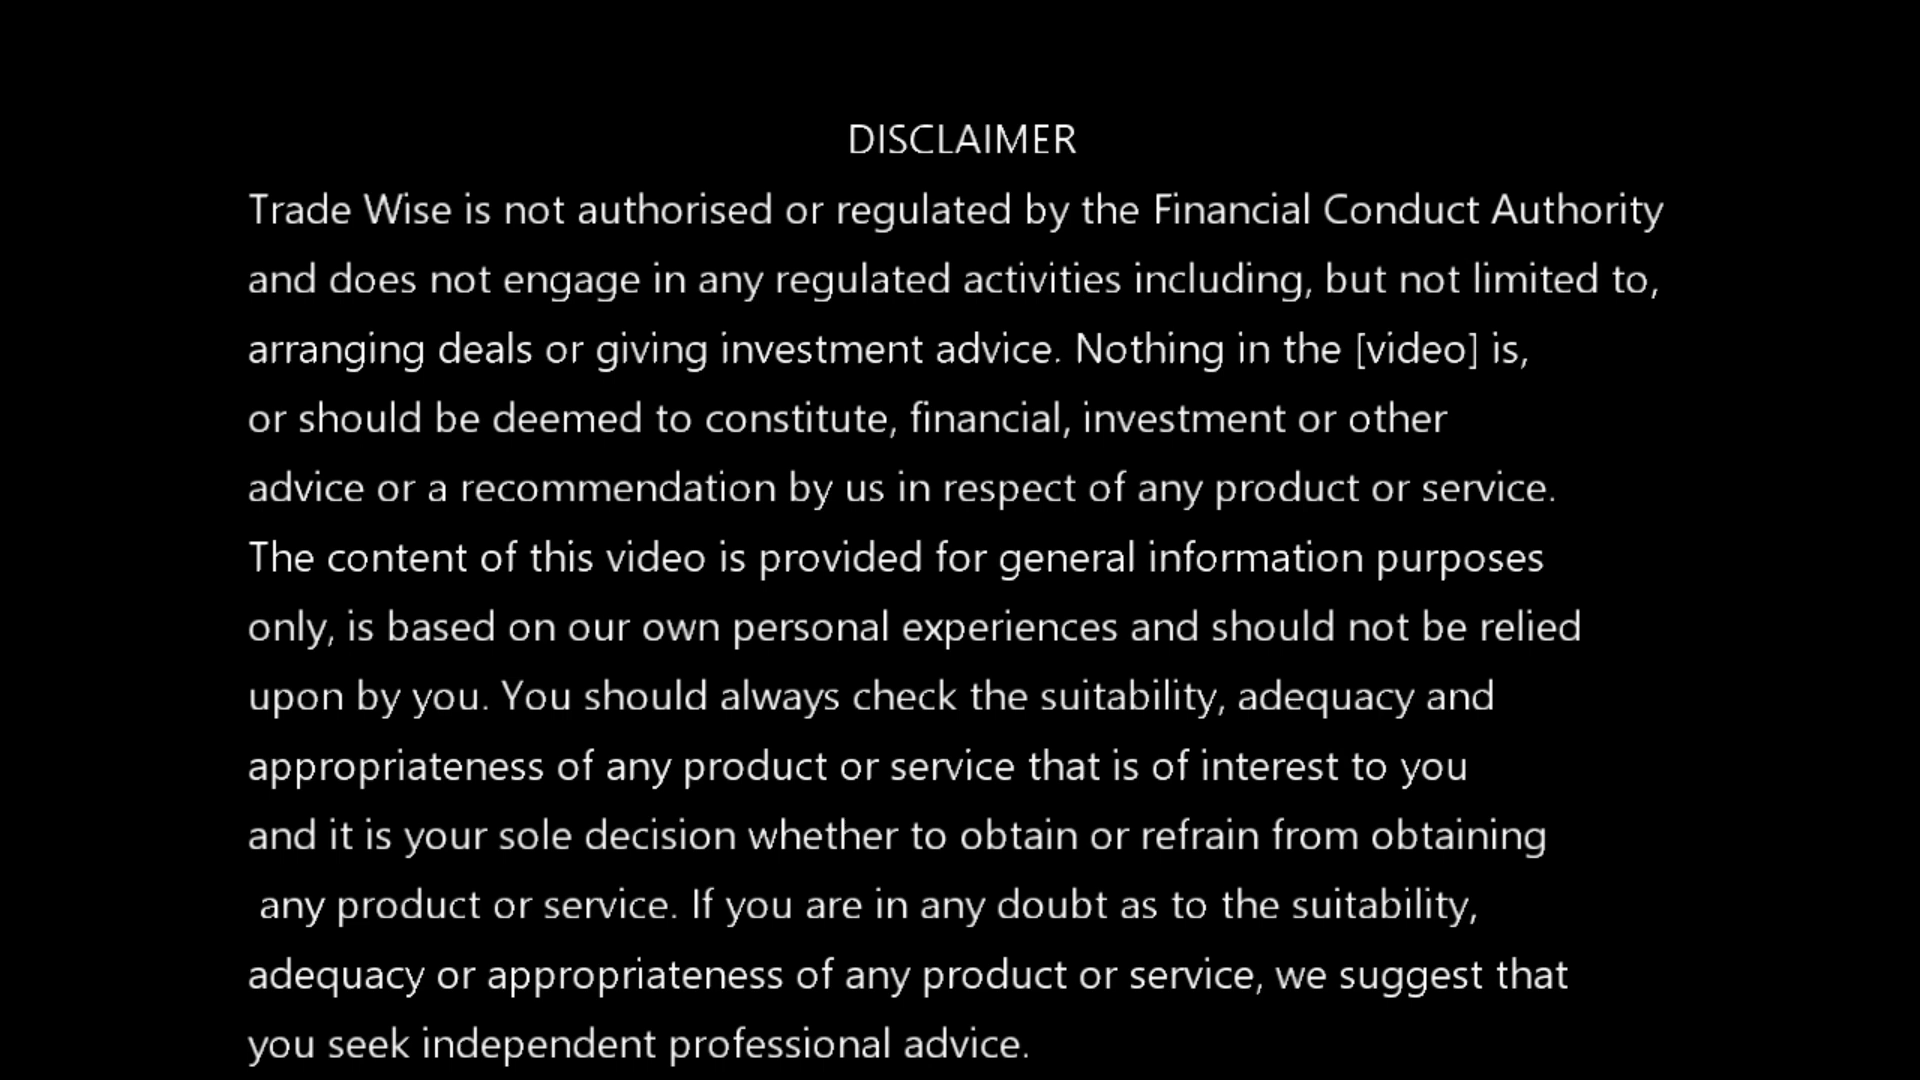 DISCLAIMER
Trade Wise is not authorised or regulated by the Financial Conduct Authority
and does not engage in any regulated activities including, but not limited to,
arranging deals or giving investment advice. Nothing in the [video] is,
or should be deemed to constitute, financial, investment or other
advice or a recommendation by us in respect of any product or service.
The content of this video is provided for general information purposes
only, is based on our own personal experiences and should not be relied
upon by you. You should always check the suitability, adequacy and
appropriateness of any product or service that is of interest to you
and it is your sole decision whether to obtain or refrain from obtaining
any product or service. If you are in any doubt as to the suitability,
adequacy or appropriateness of any product or service, we suggest that
you seek independent professional advice.